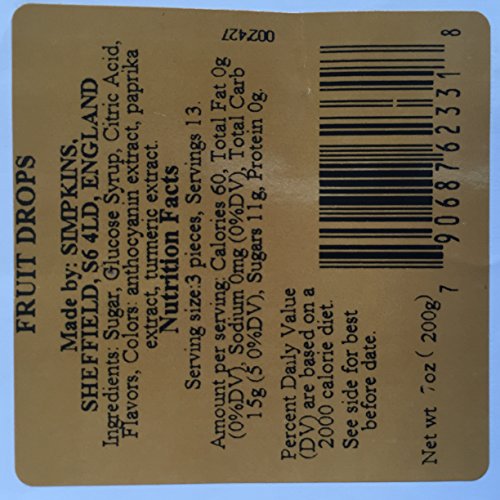 FRUIT DROPS
Made by: SIMPKINS,
SHEFFIELD, S6 4LD, ENGLAND
Ingredients: Sugar, Glucose Syrup, Citric Acid,
Flavors, Colors: anthocyanin extract, paprika
extract, turmeric extract.
Nutrition Facts
Serving size:3 pieces, Servings 13.
Amount per serving: Calories 60, Total Fat 0g
(0%DV), Sodium 0mg (0%DV), Total Carb
15g (5 0%DV), Sugars 11g, Protein 0g.
Percent Daily Value
(DV) are based on a
2000 calorie diet.
See side for best
before date.
Net wt 7oz ( 200g)
002427
7 90687 62331 8